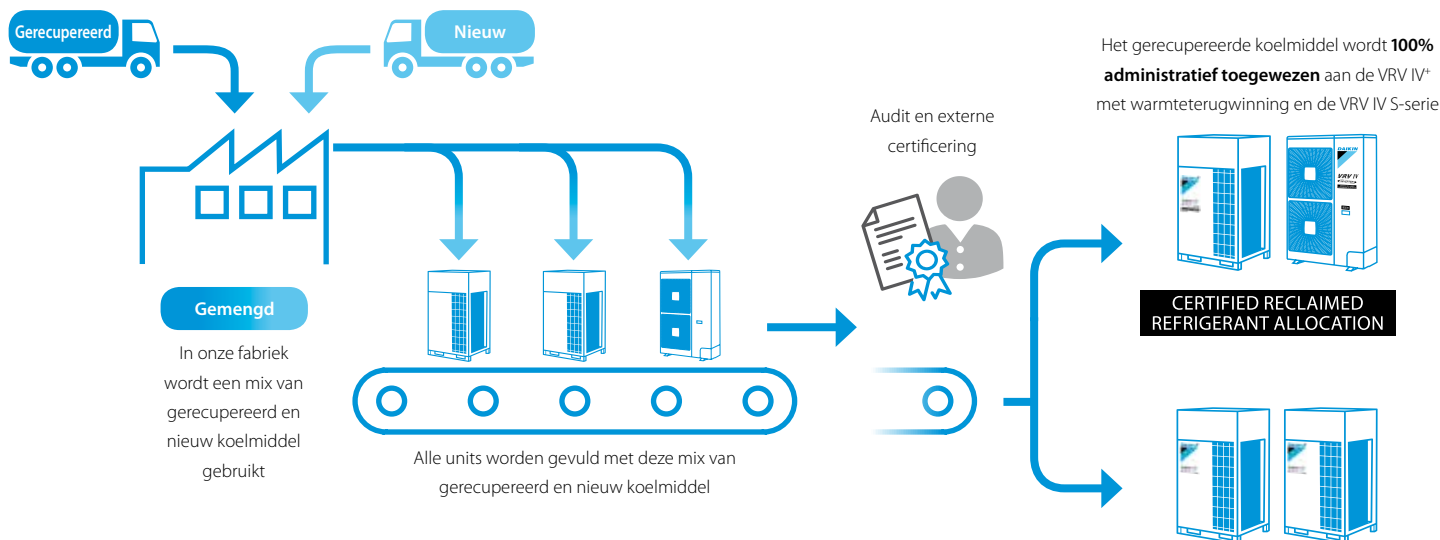 Gerecupereerd
Nieuw
Gemengd
In onze fabriek
wordt een mix van
gerecupereerd en
nieuw koelmiddel
gebruikt
Alle units worden gevuld met deze mix van
gerecupereerd en nieuw koelmiddel
Audit en externe
certificering
Het gerecupereerde koelmiddel wordt 100%
administratief toegewezen aan de VRV IV+
met warmteterugwinning en de VRV IV S-serie
DAIKIN
VRV IV
CERTIFIED RECLAIMED
REFRIGERANT ALLOCATION